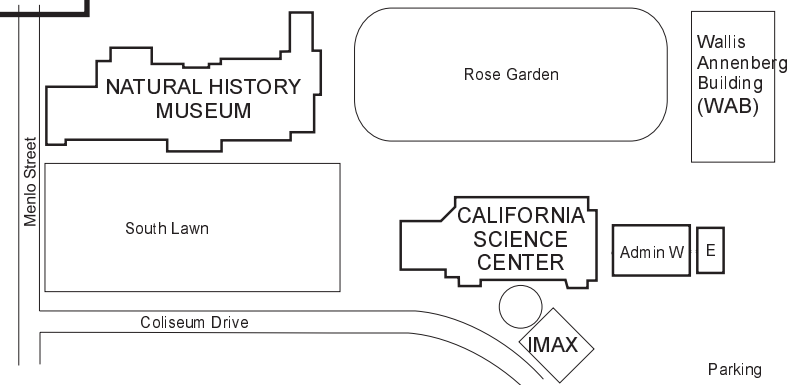 NATURAL HISTORY
MUSEUM
Rose Garden
Wallis
Annenberg
Building
(WAB)
Menlo Street
South Lawn
CALIFORNIA
SCIENCE
CENTER
Admin W
E
Coliseum Drive
IMAX
Parking